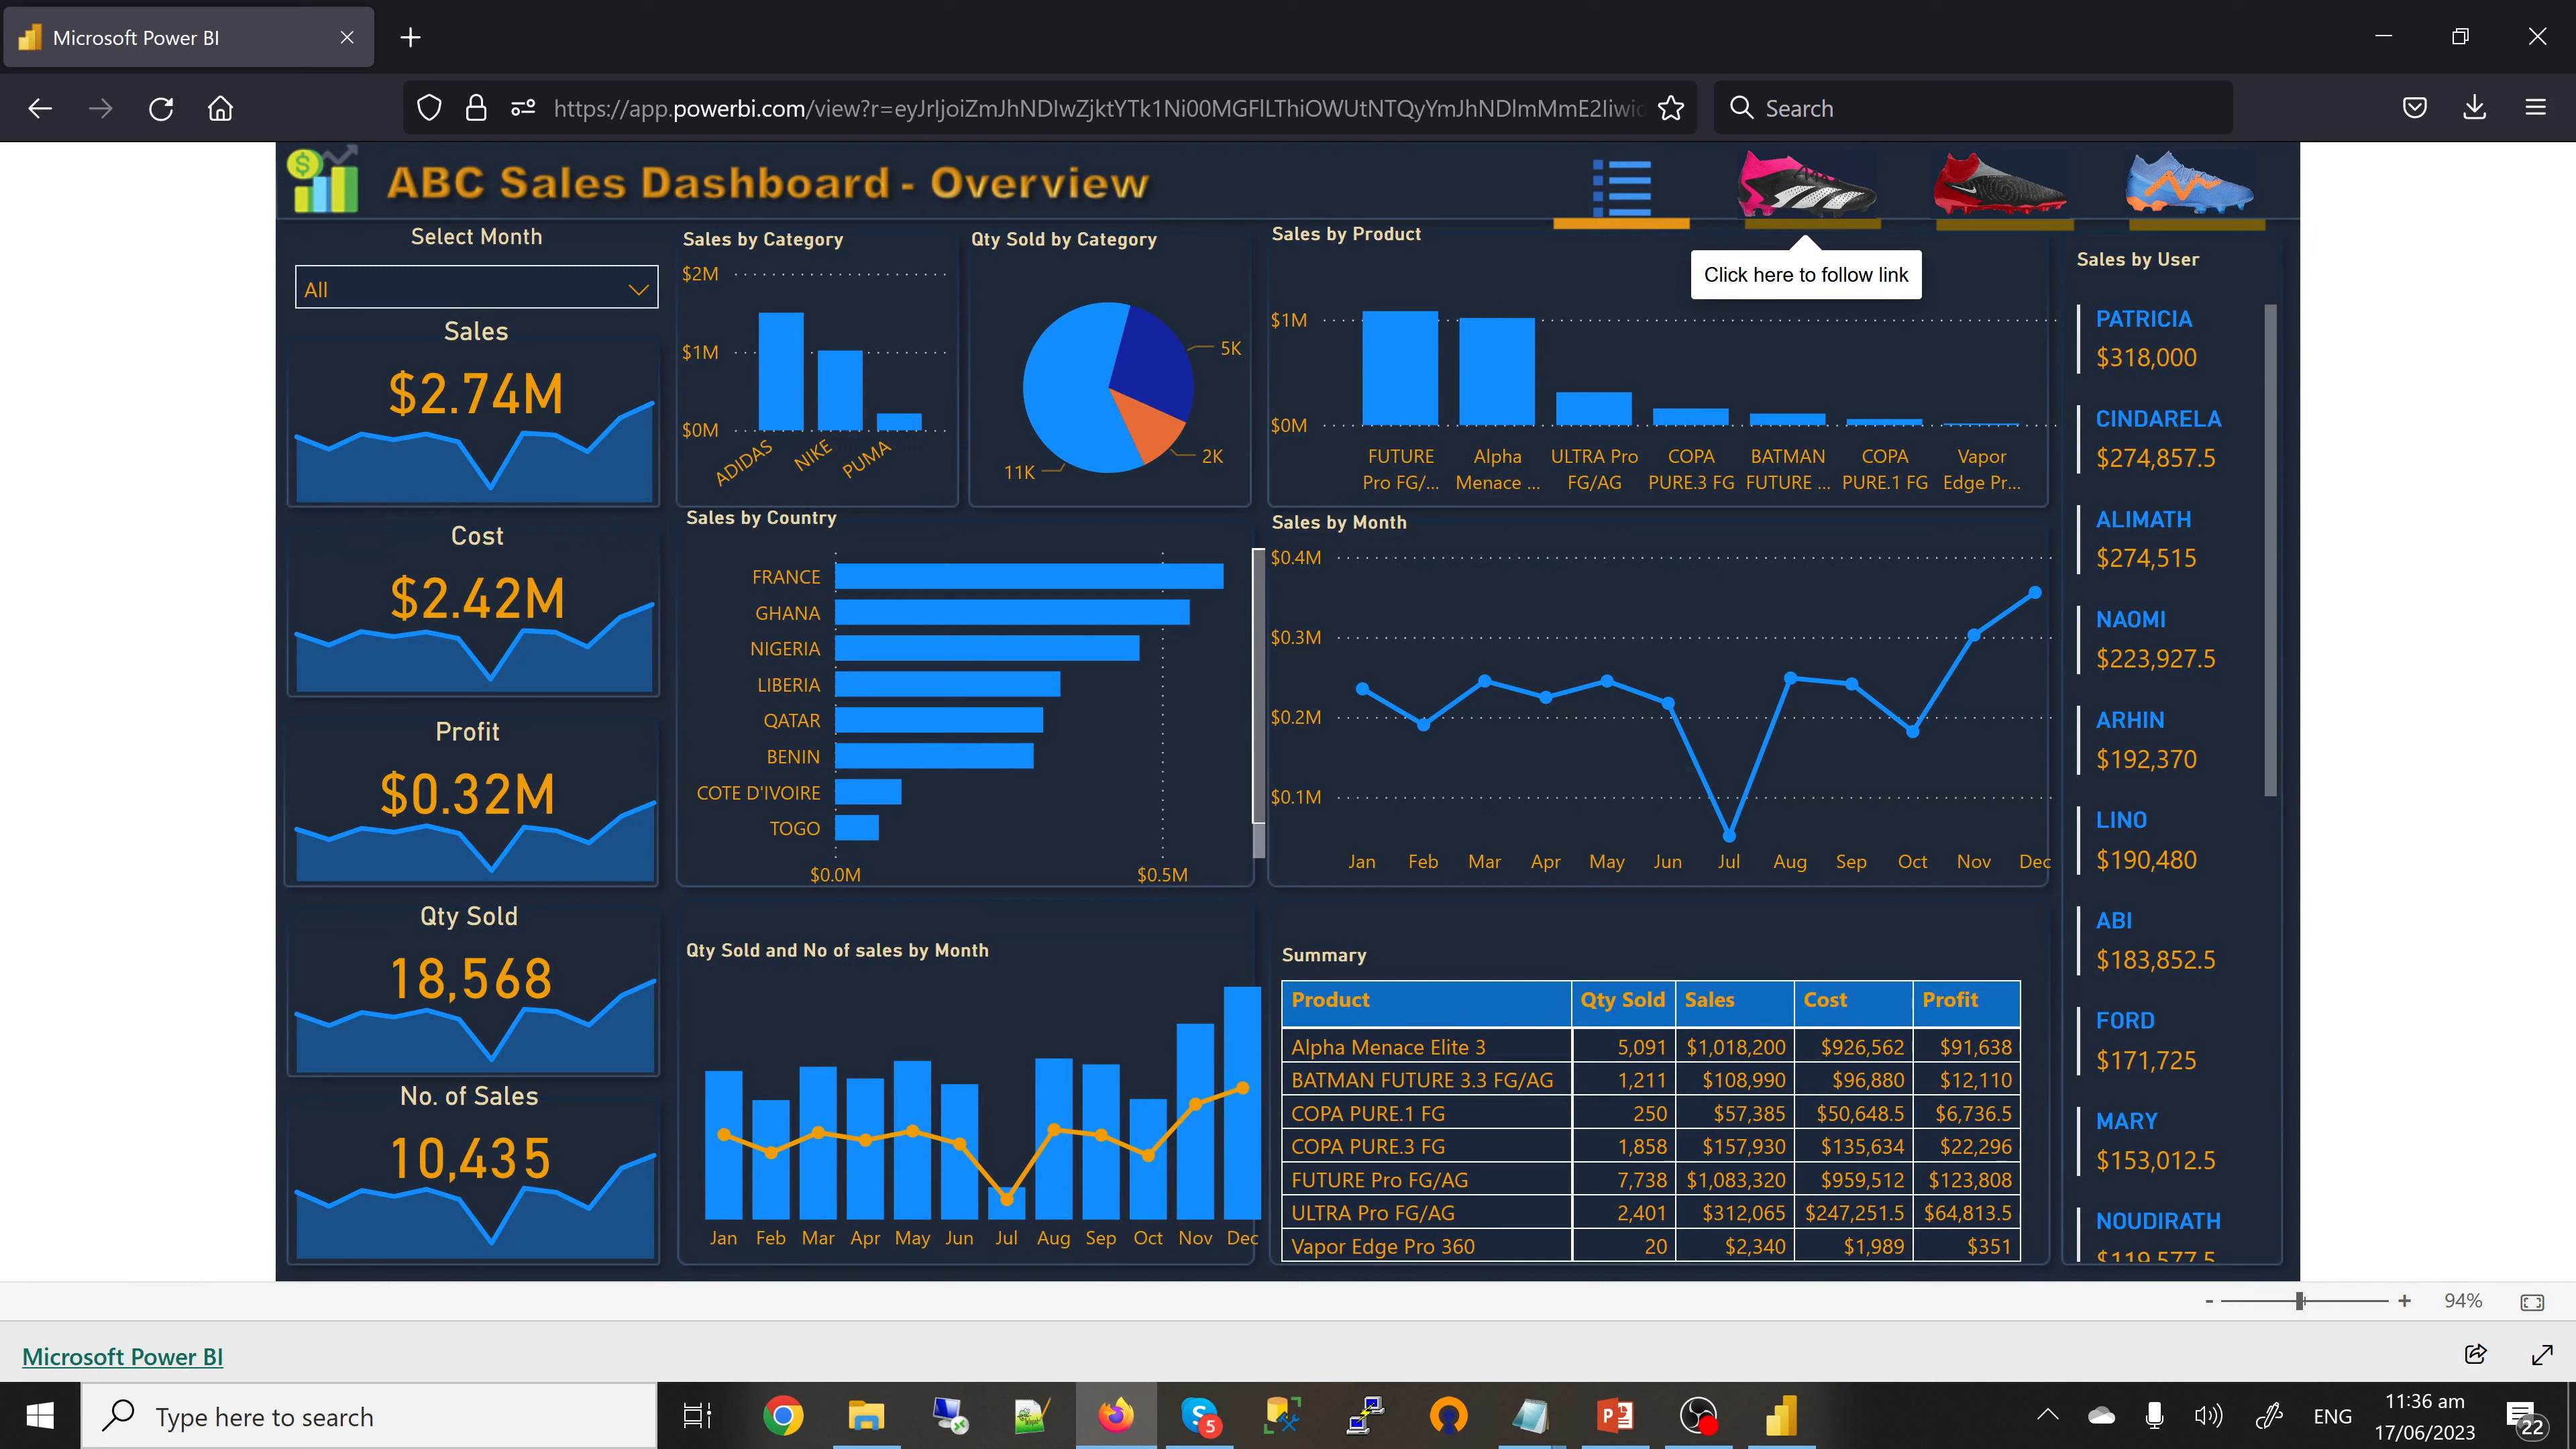 Microsoft Power BI
https://app.powerbi.com/view?r=
Search
ABC Sales Dashboard - Overview
Click here to follow link
Select Month
All
Sales
$2.74M
Cost
$2.42M
Profit
$0.32M
Qty Sold
18,568
No. of Sales
10,435
Sales by Category
$2M
$1M
$0M
ADIDAS
NIKE
PUMA
Qty Sold by Category
5K
2K
11K
Sales by Product
$1M
$0M
FUTURE Alpha ULTRA Pro COPA BATMAN COPA Vapor
Pro FG/... Menace ... FG/AG PURE.3 FG FUTURE ... PURE.1 FG Edge Pr...
Sales by Country
FRANCE
GHANA
NIGERIA
LIBERIA
QATAR
BENIN
COTE D'IVOIRE
TOGO
$0.0M $0.5M
Sales by Month
$0.4M
$0.3M
$0.2M
$0.1M
Jan Feb Mar Apr May Jun Jul Aug Sep Oct Nov Dec
Qty Sold and No of sales by Month
Jan Feb Mar Apr May Jun Jul Aug Sep Oct Nov Dec
Summary
Product Qty Sold Sales Cost Profit
Alpha Menace Elite 3 5,091 $1,018,200 $926,562 $91,638
BATMAN FUTURE 3.3 FG/AG 1,211 $108,990 $96,880 $12,110
COPA PURE.1 FG 250 $57,385 $50,648.5 $6,736.5
COPA PURE.3 FG 1,858 $157,930 $135,634 $22,296
FUTURE Pro FG/AG 7,738 $1,083,320 $959,512 $123,808
ULTRA Pro FG/AG 2,401 $312,065 $247,251.5 $64,813.5
Vapor Edge Pro 360 20 $2,340 $1,989 $351
Sales by User
PATRICIA
$318,000
CINDARELA
$274,857.5
ALIMATH
$274,515
NAOMI
$223,927.5
ARHIN
$192,370
LINO
$190,480
ABI
$183,852.5
FORD
$171,725
MARY
$153,012.5
NOUDIRATH
$119,577.5
- + 94%
Microsoft Power BI
Type here to search
5
ENG
11:36 am
17/06/2023
22